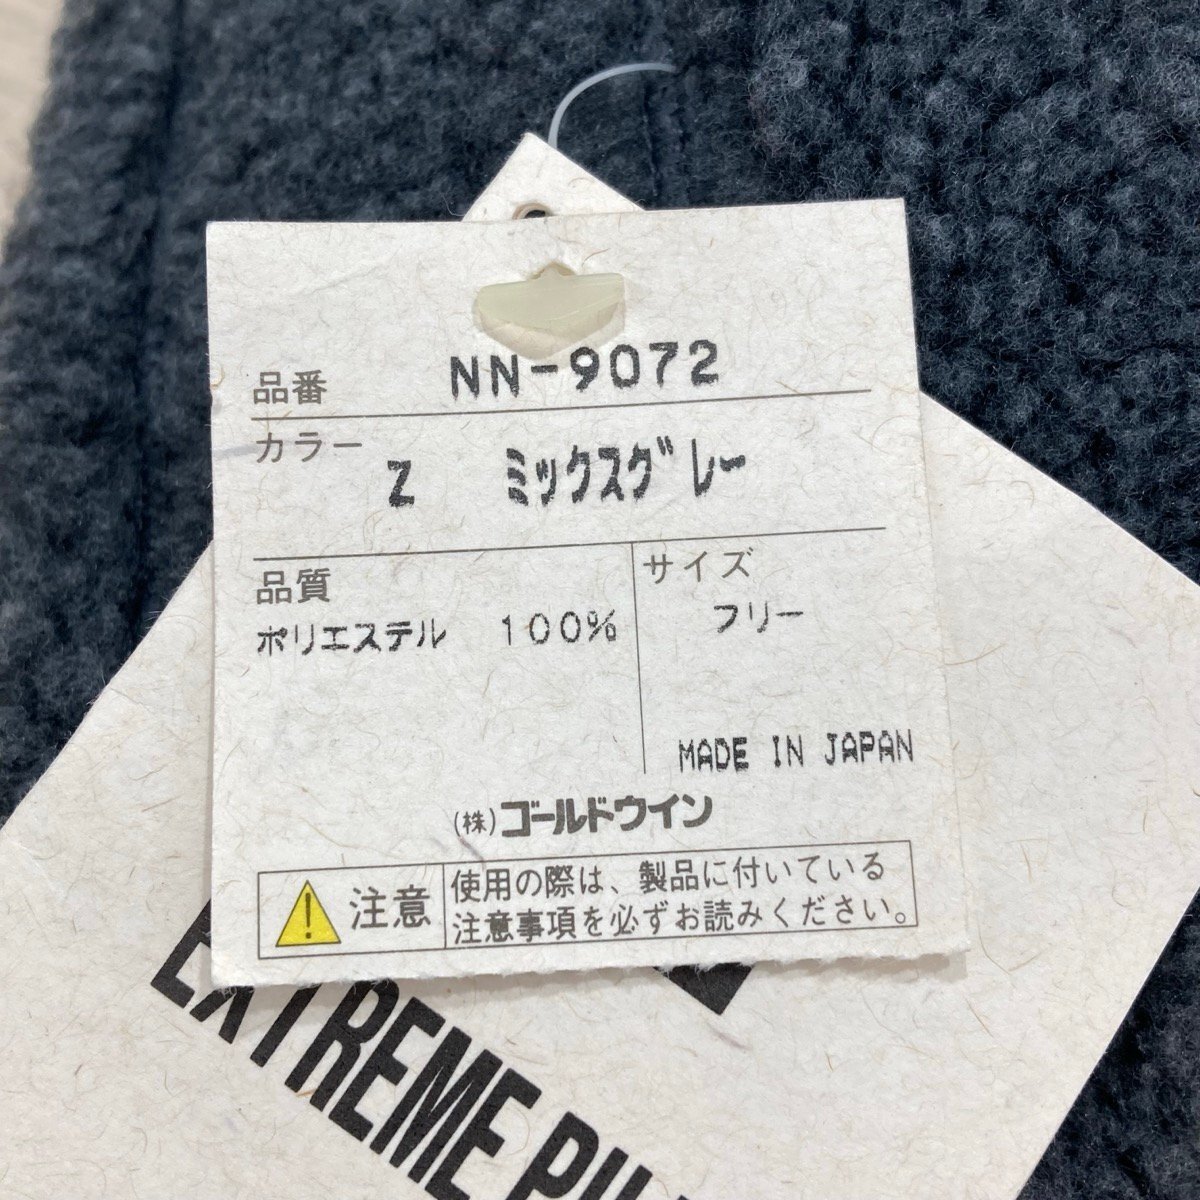 品番 NN-9072
カラー
Z ミックスグレー
品質
ポリエステル 100%
サイズ
フリー
MADE IN JAPAN
(株)ゴールドウイン
注意
使用の際は、製品に付いている
注意事項を必ずお読みください。
EXTREME